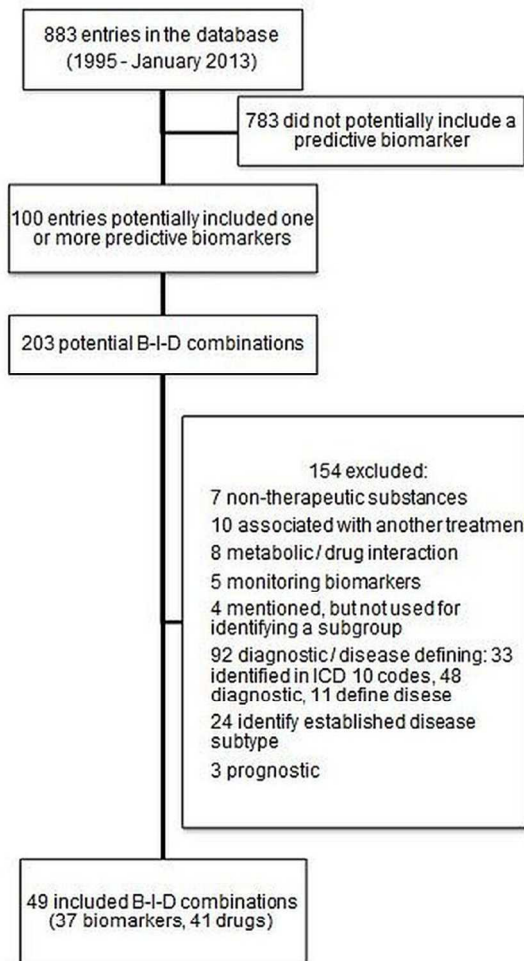 883 entries in the database
(1995 - January 2013)
783 did not potentially include a
predictive biomarker
100 entries potentially included one
or more predictive biomarkers
203 potential B-I-D combinations
154 excluded:
7 non-therapeutic substances
10 associated with another treatmen
8 metabolic / drug interaction
5 monitoring biomarkers
4 mentioned, but not used for
identifying a subgroup
92 diagnostic / disease defining: 33
identified in ICD 10 codes, 48
diagnostic, 11 define disese
24 identify established disease
subtype
3 prognostic
49 included B-I-D combinations
(37 biomarkers, 41 drugs)